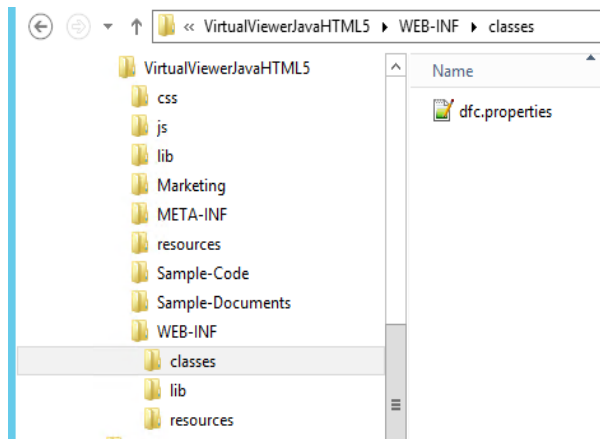 « VirtualViewerJavaHTML5 ▸ WEB-INF ▸ classes
VirtualViewerJavaHTML5
css
js
lib
Marketing
META-INF
resources
Sample-Code
Sample-Documents
WEB-INF
classes
lib
resources
Name
dfc.properties